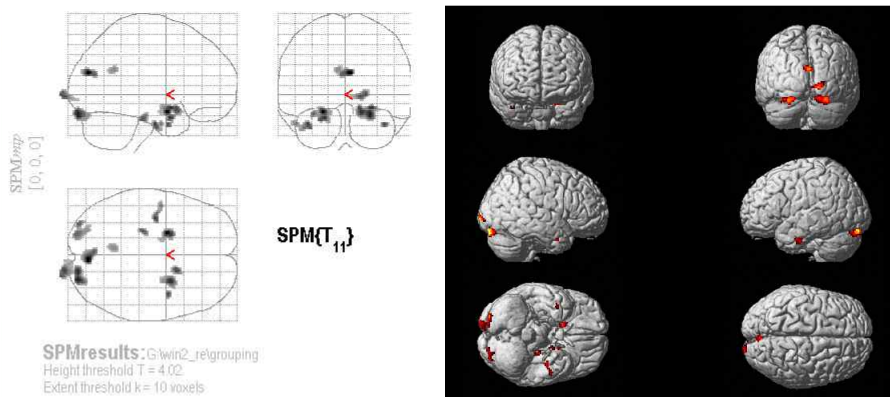 SPMmip
[0, 0, 0]
<
<
<
SPM{T11}
SPMresults: G:\win2_re\grouping
Height threshold T = 4.02
Extent threshold k = 10 voxels